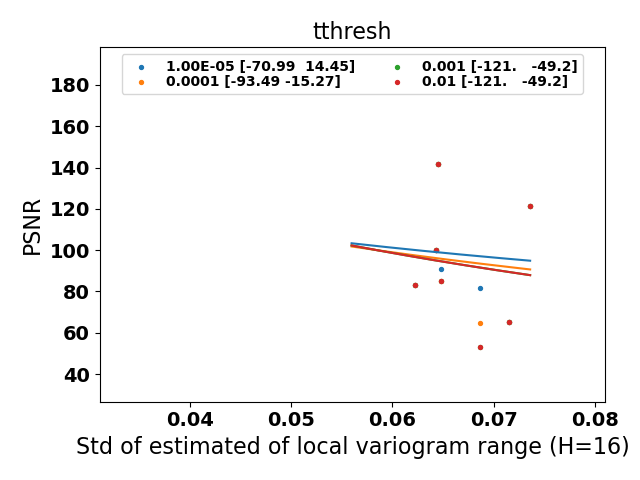 tthresh
1.00E-05 [-70.99  14.45]
0.0001 [-93.49 -15.27]
0.001 [-121.   -49.2]
0.01 [-121.   -49.2]
PSNR
180
160
140
120
100
80
60
40
0.04 0.05 0.06 0.07 0.08
Std of estimated of local variogram range (H=16)